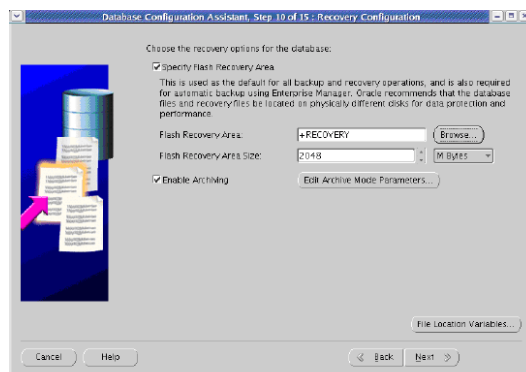 Database Configuration Assistant, Step 10 of 15 : Recovery Configuration
Choose the recovery options for the database:
Specify Flash Recovery Area
This is used as the default for all backup and recovery operations, and is also required
for automatic backup using Enterprise Manager. Oracle recommends that the database
files and recovery files be located on physically different disks for data protection and
performance.
Flash Recovery Area: +RECOVERY Browse...
Flash Recovery Area Size: 2048 M Bytes
Enable Archiving Edit Archive Mode Parameters...
File Location Variables...
Cancel Help Back Next